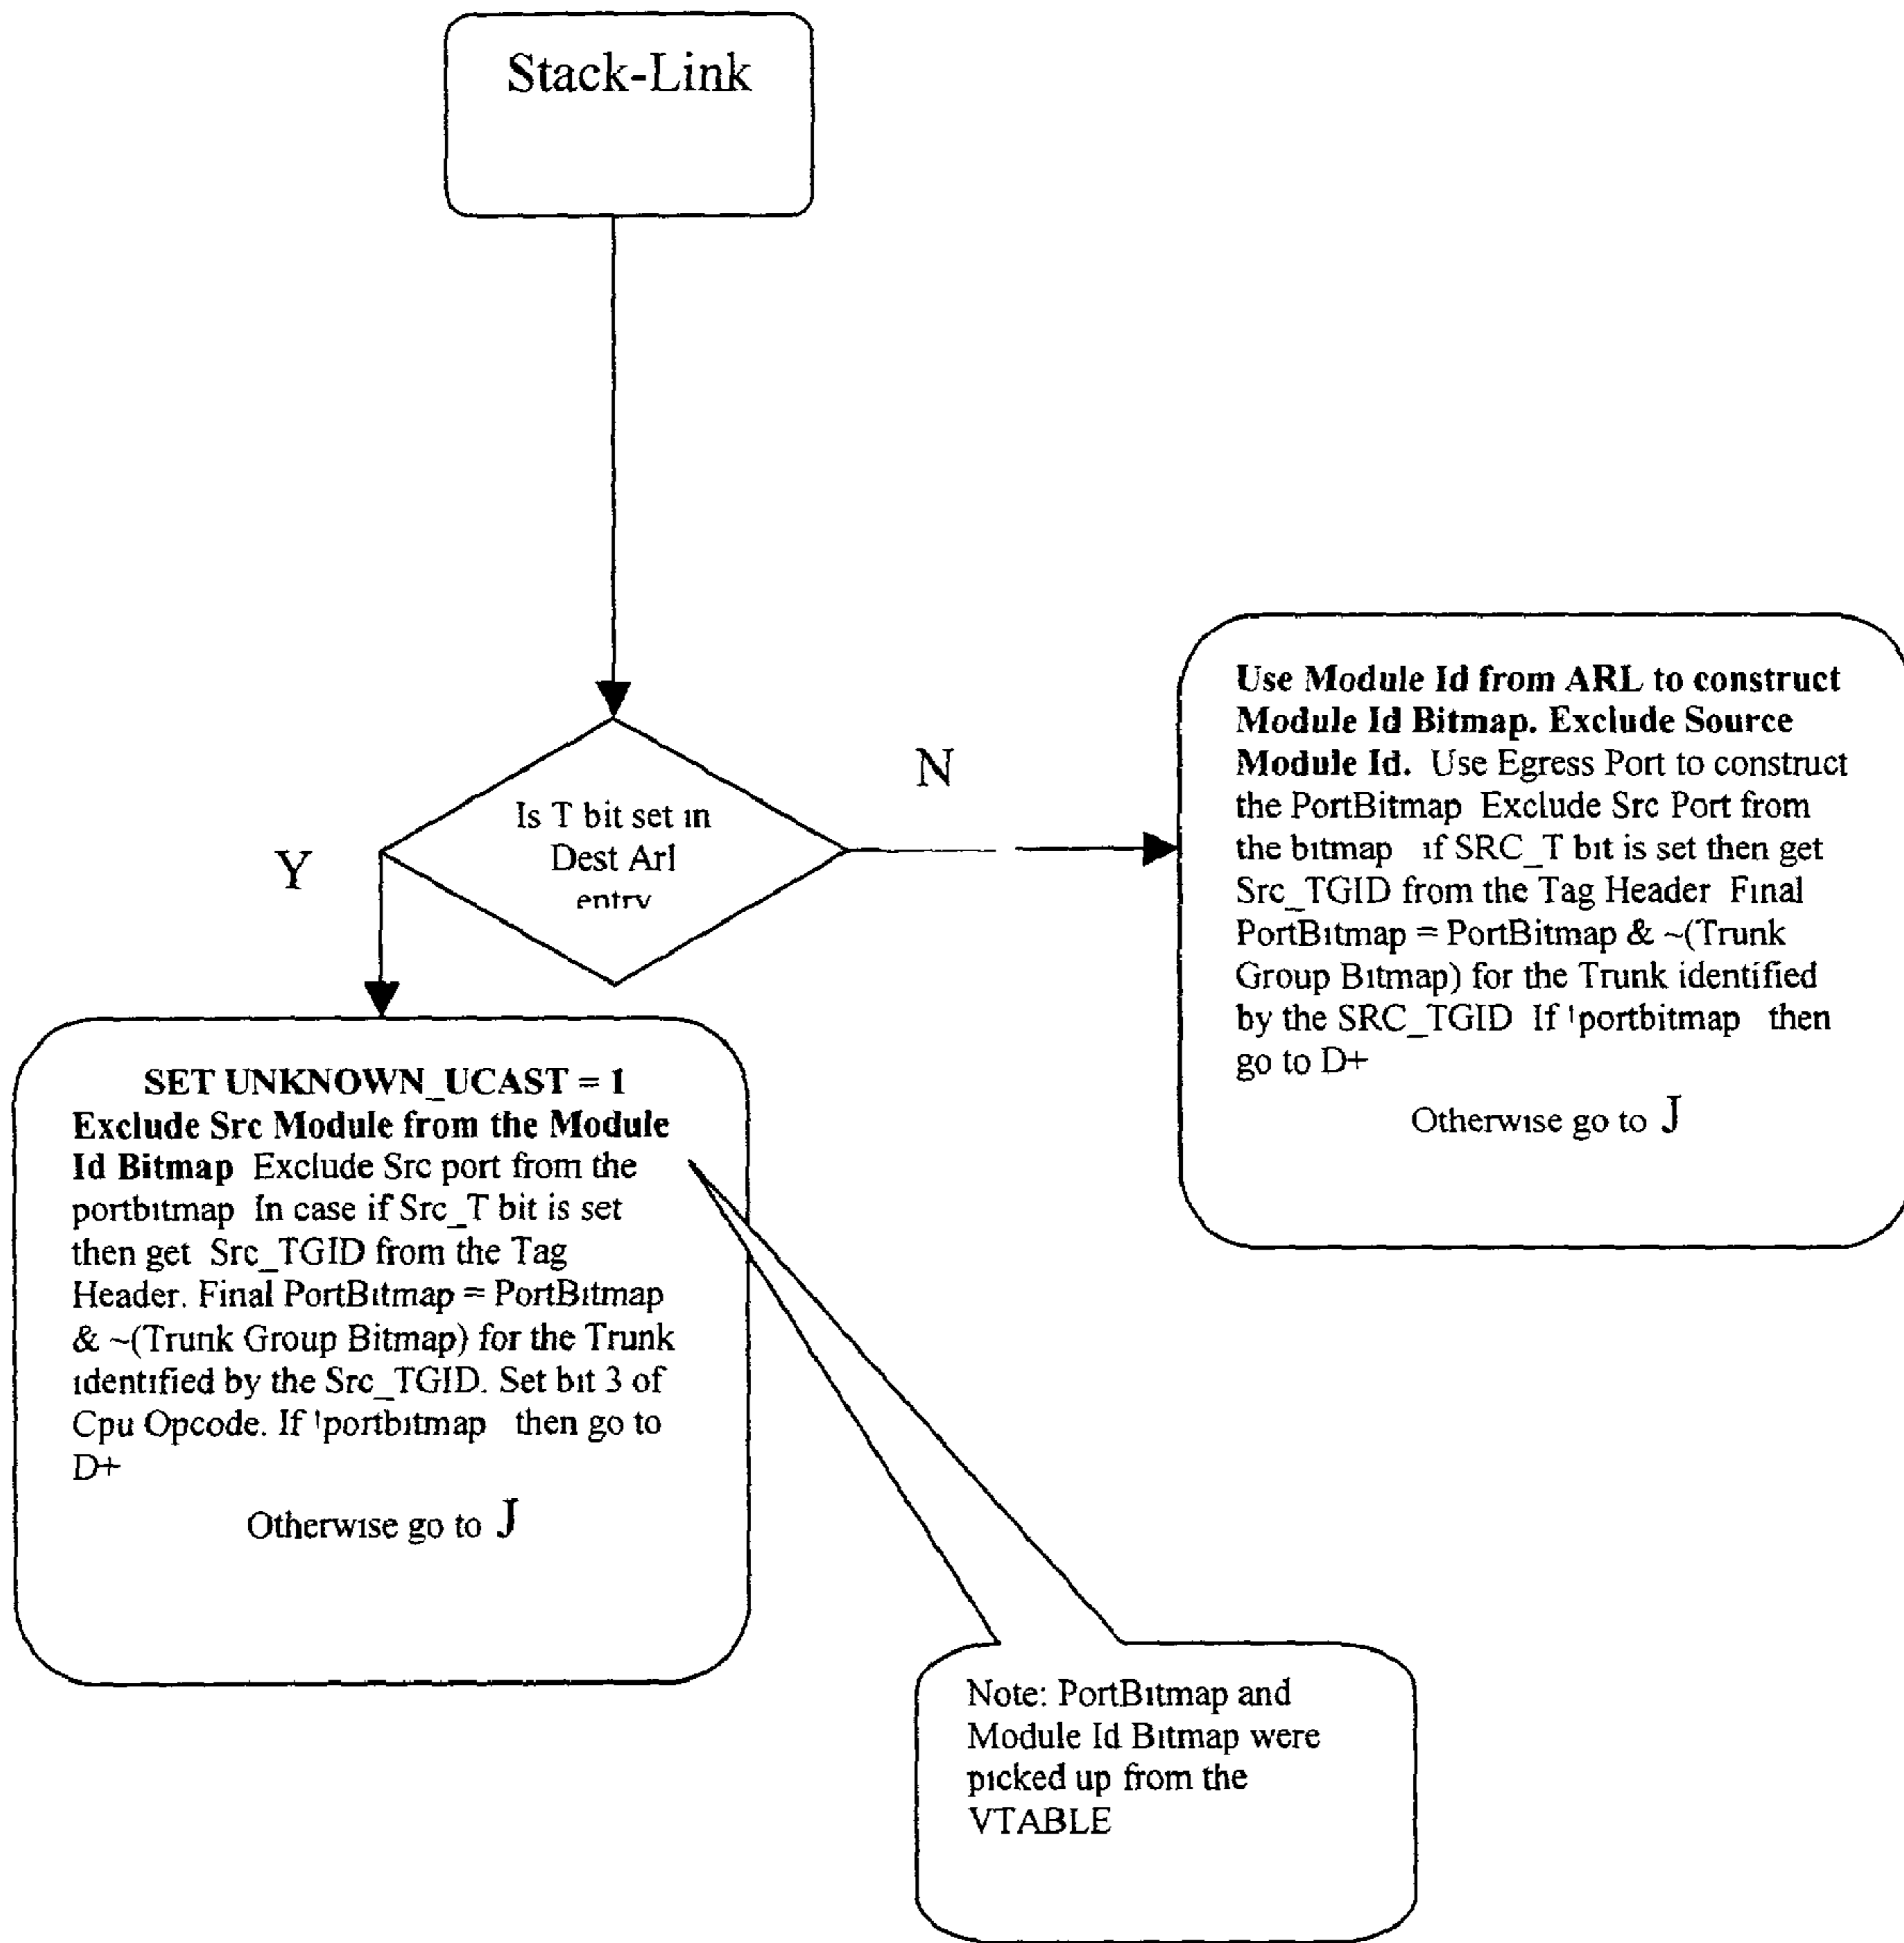 Stack-Link
Is T bit set in
Dest Arl
entry
N
Y
Use Module Id from ARL to construct
Module Id Bitmap. Exclude Source
Module Id. Use Egress Port to construct
the PortBitmap Exclude Src Port from
the bitmap if SRC_T bit is set then get
Src_TGID from the Tag Header Final
PortBitmap = PortBitmap & ~(Trunk
Group Bitmap) for the Trunk identified
by the SRC_TGID If !portbitmap then
go to D+
Otherwise go to J
SET UNKNOWN_UCAST = 1
Exclude Src Module from the Module
Id Bitmap Exclude Src port from the
portbitmap In case if Src_T bit is set
then get Src_TGID from the Tag
Header. Final PortBitmap = PortBitmap
& ~(Trunk Group Bitmap) for the Trunk
identified by the Src_TGID. Set bit 3 of
Cpu Opcode. If !portbitmap then go to
D+
Otherwise go to J
Note: PortBitmap and
Module Id Bitmap were
picked up from the
VTABLE